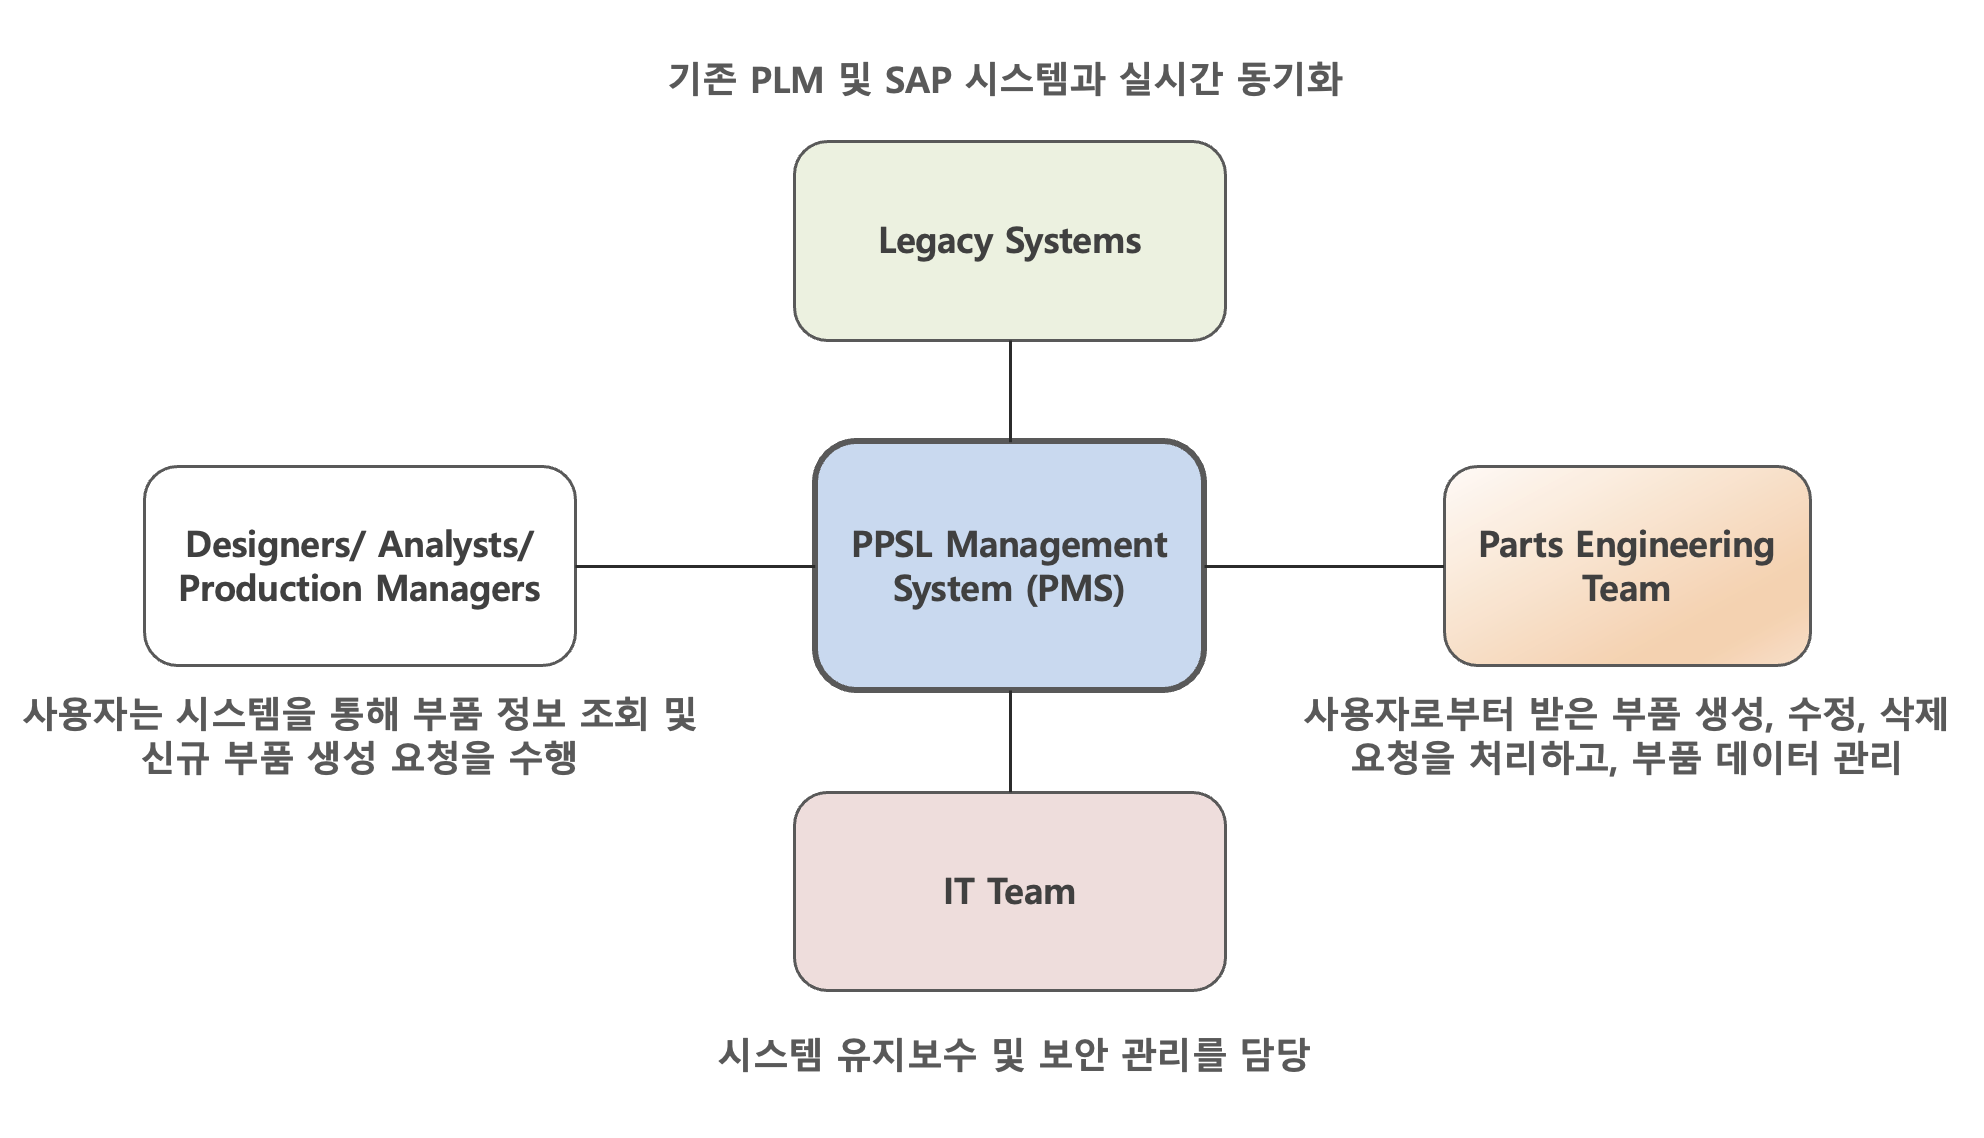 기존 PLM 및 SAP 시스템과 실시간 동기화
Legacy Systems
Designers/ Analysts/
Production Managers
PPSL Management
System (PMS)
Parts Engineering
Team
사용자는 시스템을 통해 부품 정보 조회 및
신규 부품 생성 요청을 수행
사용자로부터 받은 부품 생성, 수정, 삭제
요청을 처리하고, 부품 데이터 관리
IT Team
시스템 유지보수 및 보안 관리를 담당